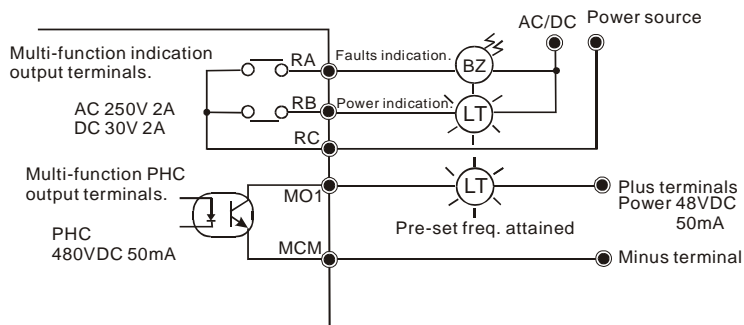 AC/DC
Power source
Multi-function indication
output terminals.
RA
Faults indication.
BZ
AC 250V 2A
DC 30V 2A
RB
Power indication.
LT
RC
Multi-function PHC
output terminals.
MO1
LT
Plus terminals
Power 48VDC
50mA
Pre-set freq. attained
PHC
480VDC 50mA
MCM
Minus terminal